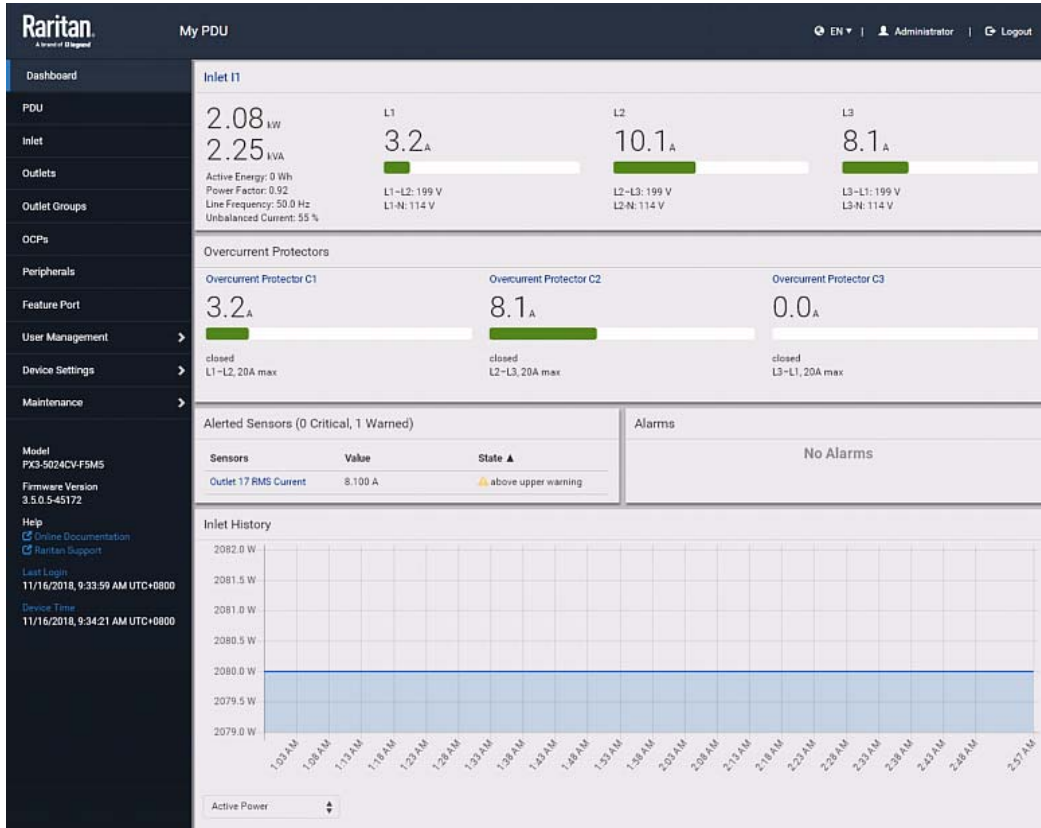 Raritan.
A brand of legrand
My PDU
EN
Administrator
Logout
Dashboard
PDU
Inlet
Outlets
Outlet Groups
OCPs
Peripherals
Feature Port
User Management
Device Settings
Maintenance
Model
PX3-5024CV-F5M5
Firmware Version
3.5.0.5-45172
Help
Online Documentation
Raritan Support
Last Login
11/16/2018, 9:33:59 AM UTC+0800
Device Time
11/16/2018, 9:34:21 AM UTC+0800
Inlet I1
2.08 kW
2.25 kVA
Active Energy: 0 Wh
Power Factor: 0.92
Line Frequency: 50.0 Hz
Unbalanced Current: 55 %
L1
3.2 A
L1-L2: 199 V
L1-N: 114 V
L2
10.1 A
L2-L3: 199 V
L2-N: 114 V
L3
8.1 A
L3-L1: 199 V
L3-N: 114 V
Overcurrent Protectors
Overcurrent Protector C1
3.2 A
closed
L1-L2, 20A max
Overcurrent Protector C2
8.1 A
closed
L2-L3, 20A max
Overcurrent Protector C3
0.0 A
closed
L3-L1, 20A max
Alerted Sensors (0 Critical, 1 Warned)
Sensors Value State ▲
Outlet 17 RMS Current 8.100 A above upper warning
Alarms
No Alarms
Inlet History
2082.0 W
2081.5 W
2081.0 W
2080.5 W
2080.0 W
2079.5 W
2079.0 W
1:03 AM 1:08 AM 1:13 AM 1:18 AM 1:23 AM 1:28 AM 1:33 AM 1:38 AM 1:43 AM 1:48 AM 1:53 AM 1:58 AM 2:03 AM 2:08 AM 2:13 AM 2:18 AM 2:23 AM 2:28 AM 2:33 AM 2:38 AM 2:43 AM 2:48 AM 2:57 AM
Active Power